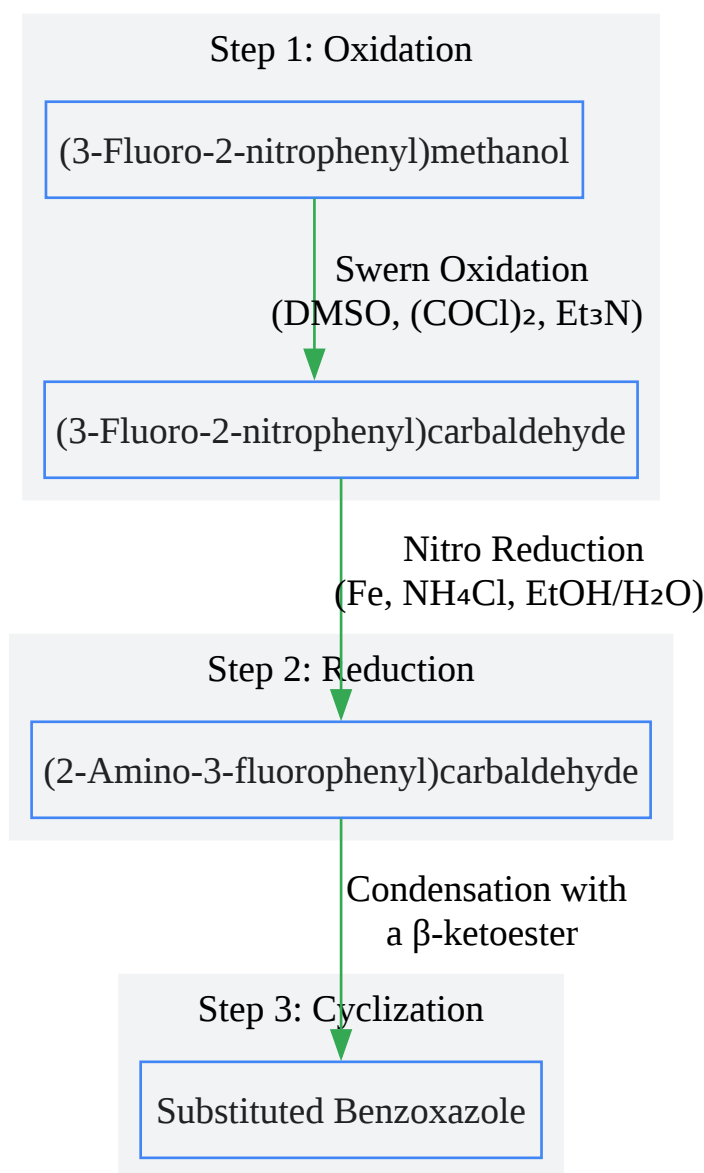 Step 1: Oxidation
(3-Fluoro-2-nitrophenyl)methanol
Swern Oxidation
(DMSO, (COCl)₂, Et₃N)
(3-Fluoro-2-nitrophenyl)carbaldehyde
Nitro Reduction
(Fe, NH₄Cl, EtOH/H₂O)
Step 2: Reduction
(2-Amino-3-fluorophenyl)carbaldehyde
Condensation with
a β-ketoester
Step 3: Cyclization
Substituted Benzoxazole